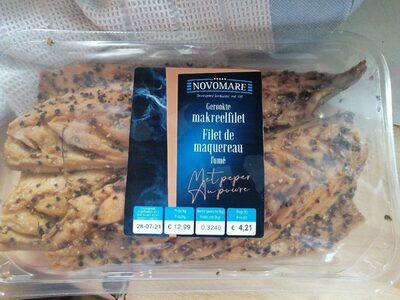 NOVOMARE
Gerookte
makreelfilet
Filet de
maquereau
fumé
Met peper
Au poivre
28-07-21
€ 12,99
0,3240
€ 4,21